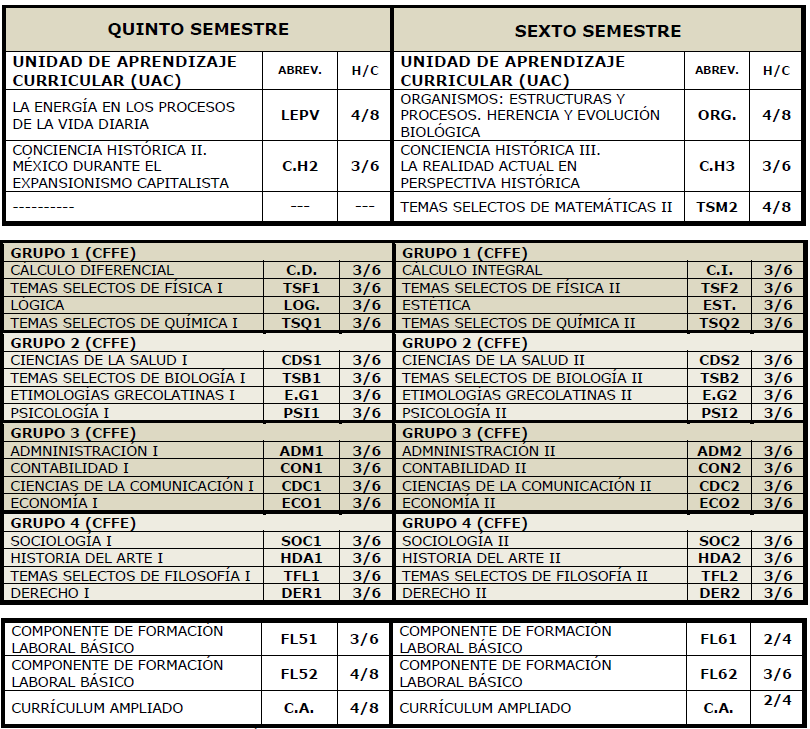 QUINTO SEMESTRE
SEXTO SEMESTRE
UNIDAD DE APRENDIZAJE
CURRICULAR (UAC)
ABREV.
H/C
UNIDAD DE APRENDIZAJE
CURRICULAR (UAC)
ABREV.
H/C
LA ENERGÍA EN LOS PROCESOS
DE LA VIDA DIARIA
LEPV
4/8
ORGANISMOS: ESTRUCTURAS Y
PROCESOS. HERENCIA Y EVOLUCIÓN
BIOLÓGICA
ORG.
4/8
CONCIENCIA HISTÓRICA II.
MÉXICO DURANTE EL
EXPANSIONISMO CAPITALISTA
C.H2
3/6
CONCIENCIA HISTÓRICA III.
LA REALIDAD ACTUAL EN
PERSPECTIVA HISTÓRICA
C.H3
3/6
----------
---
---
TEMAS SELECTOS DE MATEMÁTICAS II
TSM2
4/8
GRUPO 1 (CFFE)
GRUPO 1 (CFFE)
CÁLCULO DIFERENCIAL C.D. 3/6
CÁLCULO INTEGRAL C.I. 3/6
TEMAS SELECTOS DE FÍSICA I TSF1 3/6
TEMAS SELECTOS DE FÍSICA II TSF2 3/6
LÓGICA LOG. 3/6
ESTÉTICA EST. 3/6
TEMAS SELECTOS DE QUÍMICA I TSQ1 3/6
TEMAS SELECTOS DE QUÍMICA II TSQ2 3/6
GRUPO 2 (CFFE)
GRUPO 2 (CFFE)
CIENCIAS DE LA SALUD I CDS1 3/6
CIENCIAS DE LA SALUD II CDS2 3/6
TEMAS SELECTOS DE BIOLOGÍA I TSB1 3/6
TEMAS SELECTOS DE BIOLOGÍA II TSB2 3/6
ETIMOLOGÍAS GRECOLATINAS I E.G1 3/6
ETIMOLOGÍAS GRECOLATINAS II E.G2 3/6
PSICOLOGÍA I PSI1 3/6
PSICOLOGÍA II PSI2 3/6
GRUPO 3 (CFFE)
GRUPO 3 (CFFE)
ADMNINISTRACIÓN I ADM1 3/6
ADMNINISTRACIÓN II ADM2 3/6
CONTABILIDAD I CON1 3/6
CONTABILIDAD II CON2 3/6
CIENCIAS DE LA COMUNICACIÓN I CDC1 3/6
CIENCIAS DE LA COMUNICACIÓN II CDC2 3/6
ECONOMÍA I ECO1 3/6
ECONOMÍA II ECO2 3/6
GRUPO 4 (CFFE)
GRUPO 4 (CFFE)
SOCIOLOGÍA I SOC1 3/6
SOCIOLOGÍA II SOC2 3/6
HISTORIA DEL ARTE I HDA1 3/6
HISTORIA DEL ARTE II HDA2 3/6
TEMAS SELECTOS DE FILOSOFÍA I TFL1 3/6
TEMAS SELECTOS DE FILOSOFÍA II TFL2 3/6
DERECHO I DER1 3/6
DERECHO II DER2 3/6
COMPONENTE DE FORMACIÓN
LABORAL BÁSICO
FL51
3/6
COMPONENTE DE FORMACIÓN
LABORAL BÁSICO
FL61
2/4
COMPONENTE DE FORMACIÓN
LABORAL BÁSICO
FL52
4/8
COMPONENTE DE FORMACIÓN
LABORAL BÁSICO
FL62
3/6
CURRÍCULUM AMPLIADO
C.A.
4/8
CURRÍCULUM AMPLIADO
C.A.
2/4